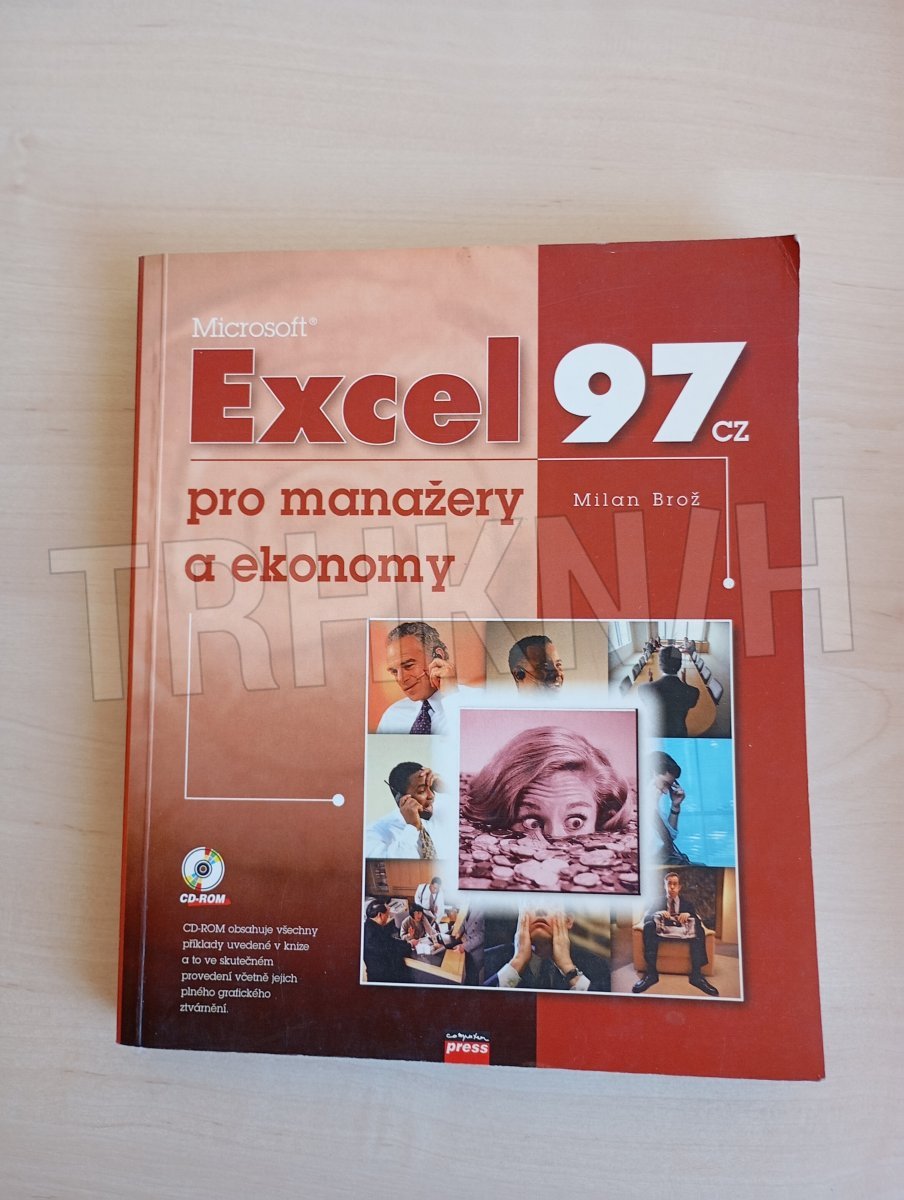 Microsoft®
Excel 97 CZ
pro manažery
a ekonomy
Milan Brož
TRHKNIH
CD-ROM
CD-ROM obsahuje všechny
příklady uvedené v knize
a to ve skutečném
provedení včetně jejich
plného grafického
ztvárnění.
computer
press